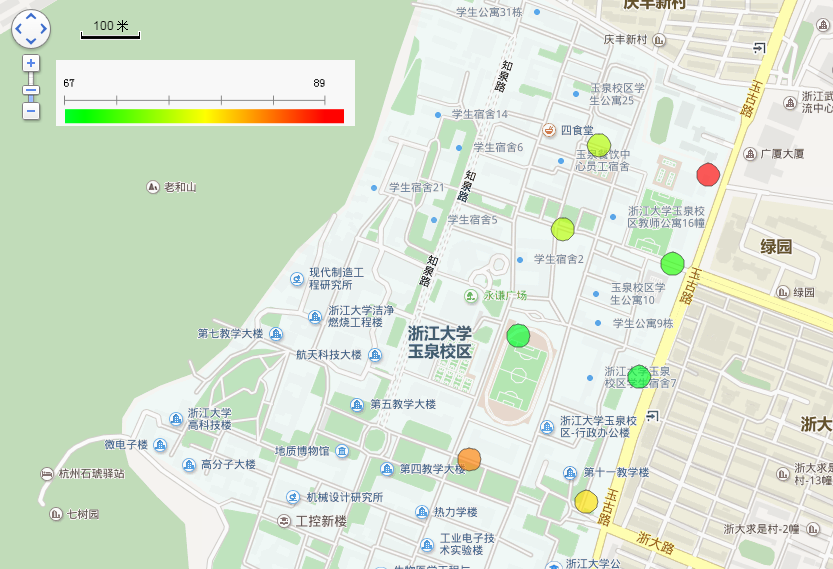 学生公寓31栋
庆丰新村
100 米
庆丰新村
67
89
知泉路
玉古路
玉泉校区学
生公寓25
浙江武
流中心
学生宿舍14
四食堂
学生宿舍6
玉泉餐饮中
心员工宿舍
广厦大厦
老和山
学生宿舍21
知泉路
学生宿舍5
浙江大学玉泉校
区教师公寓16幢
绿园
学生宿舍2
知泉路
现代制造工
程研究所
玉泉校区学
生公寓10
玉古路
绿园
永谦广场
浙江大学洁净
燃烧工程楼
学生公寓9栋
第七教学大楼
浙江大学
玉泉校区
航天科技大楼
浙江大学玉泉
校区学生宿舍7
第五教学大楼
浙江大学
高科技楼
浙江大学玉泉校
区-行政办公楼
浙大
微电子楼
地质博物馆
高分子大楼
第四教学大楼
第十一教学楼
杭州石琥驿站
浙大求是
村-13幢
机械设计研究所
玉古路
七树园
工控新楼
热力学楼
浙大求是村-2幢
浙大路
工业电子技
术实验楼
浙江大学公
生物医学工程与